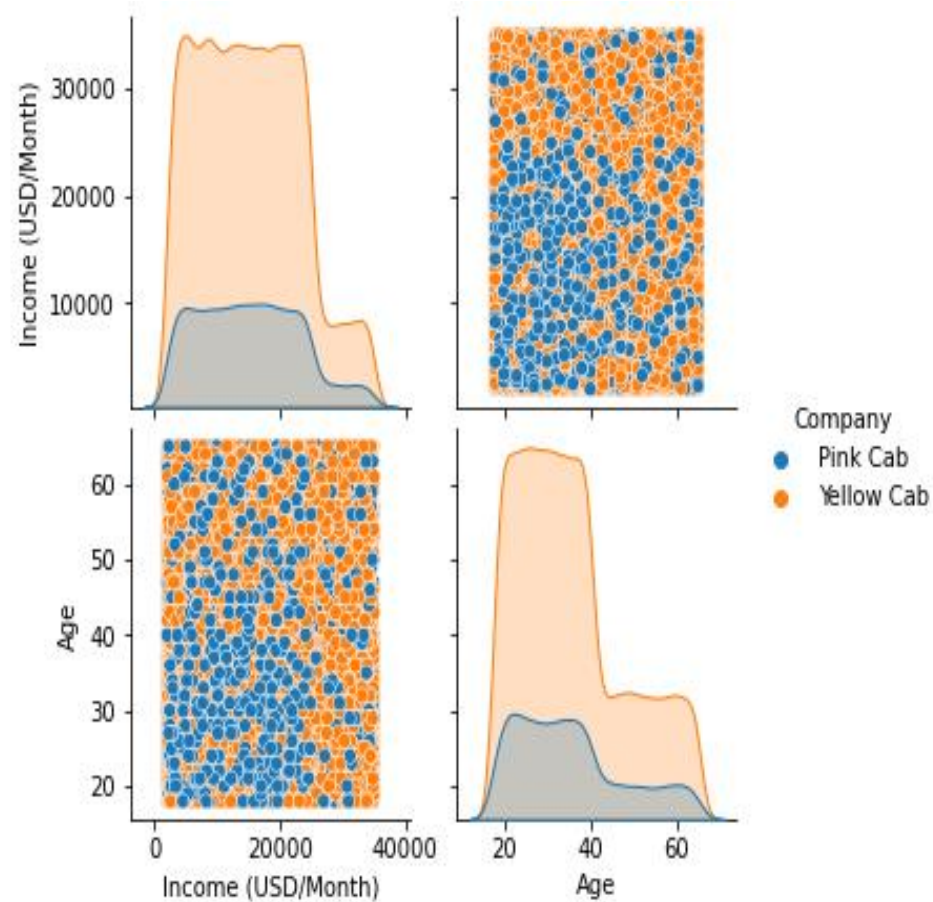 Income (USD/Month)
30000
20000
10000
Age
60
50
40
30
20
0
20000
40000
Income (USD/Month)
20
40
60
Age
Company
Pink Cab
Yellow Cab